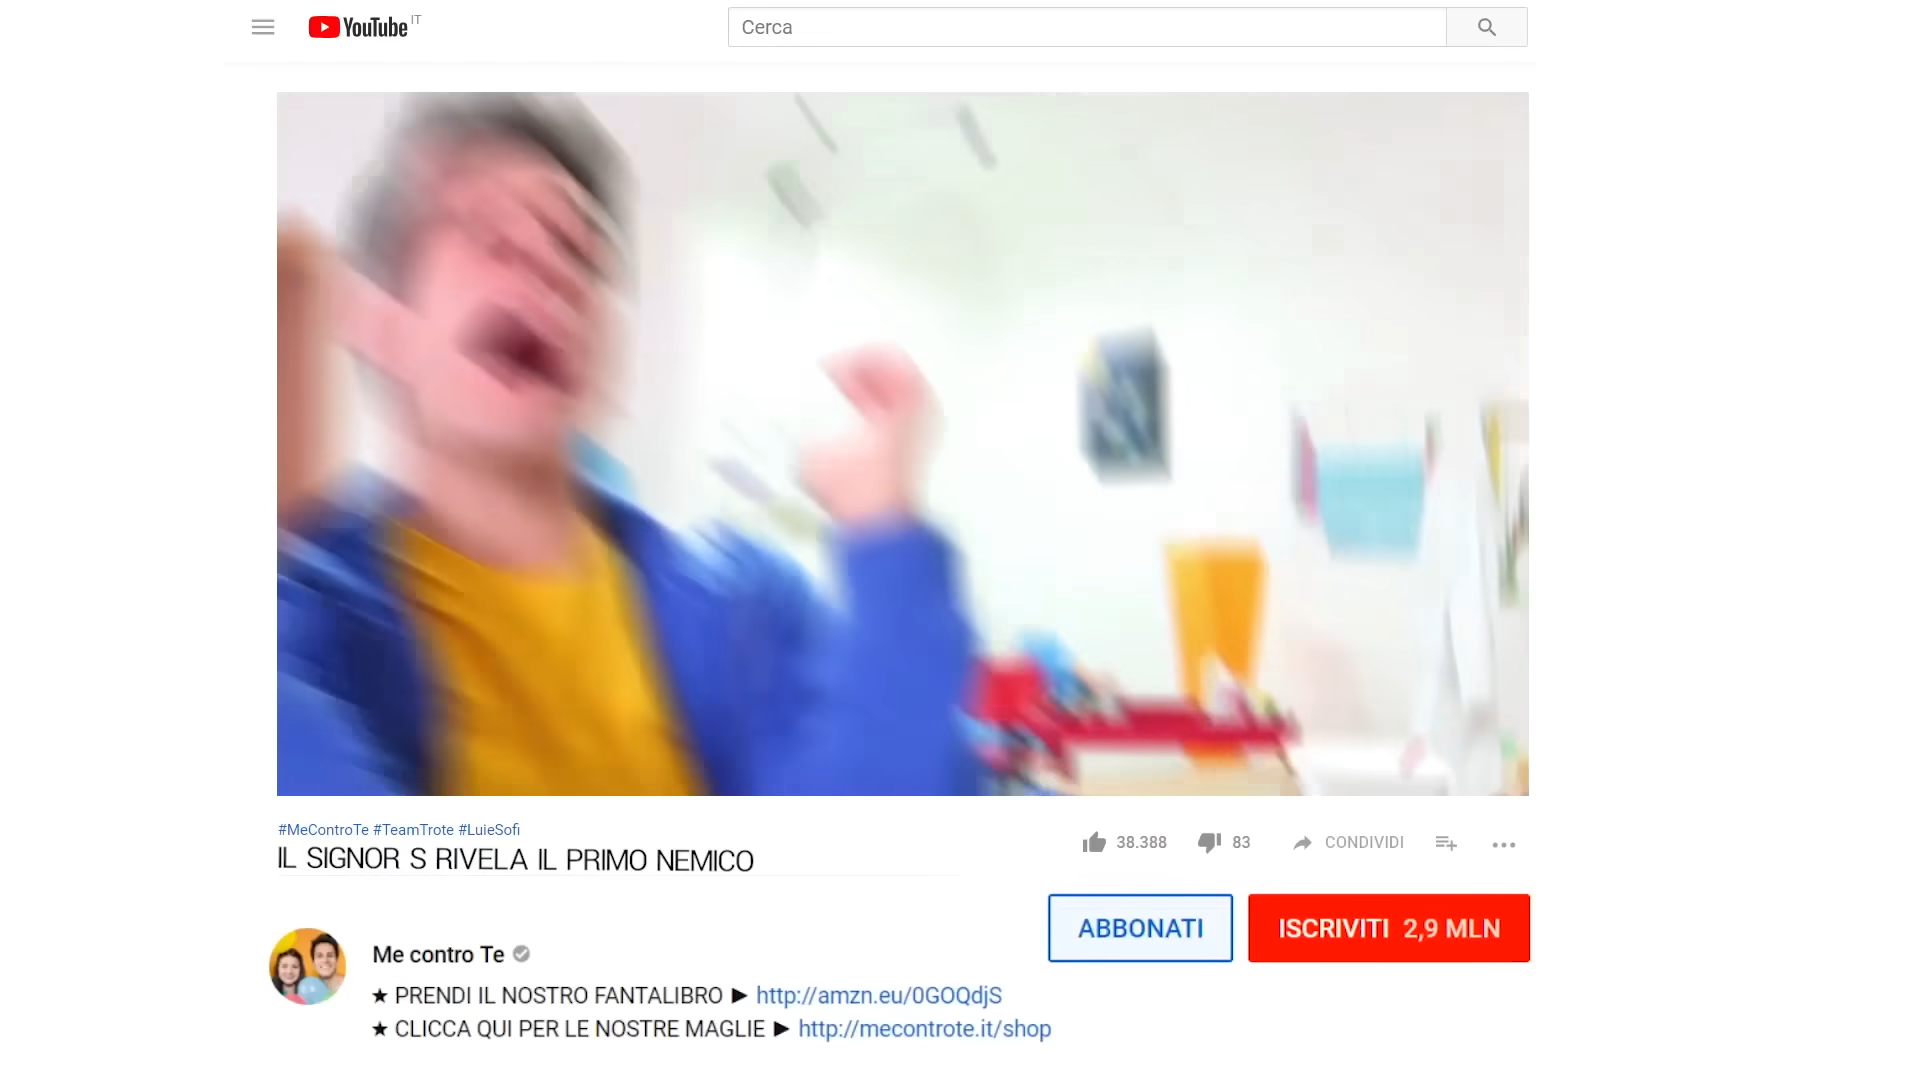 YouTube IT
Cerca
#MeControTe #TeamTrote #LuieSofi
IL SIGNOR S RIVELA IL PRIMO NEMICO
38.388 83 CONDIVIDI
ABBONATI ISCRIVITI 2,9 MLN
Me contro Te
★ PRENDI IL NOSTRO FANTALIBRO ► http://amzn.eu/0GOQdjS
★ CLICCA QUI PER LE NOSTRE MAGLIE ► http://mecontrote.it/shop